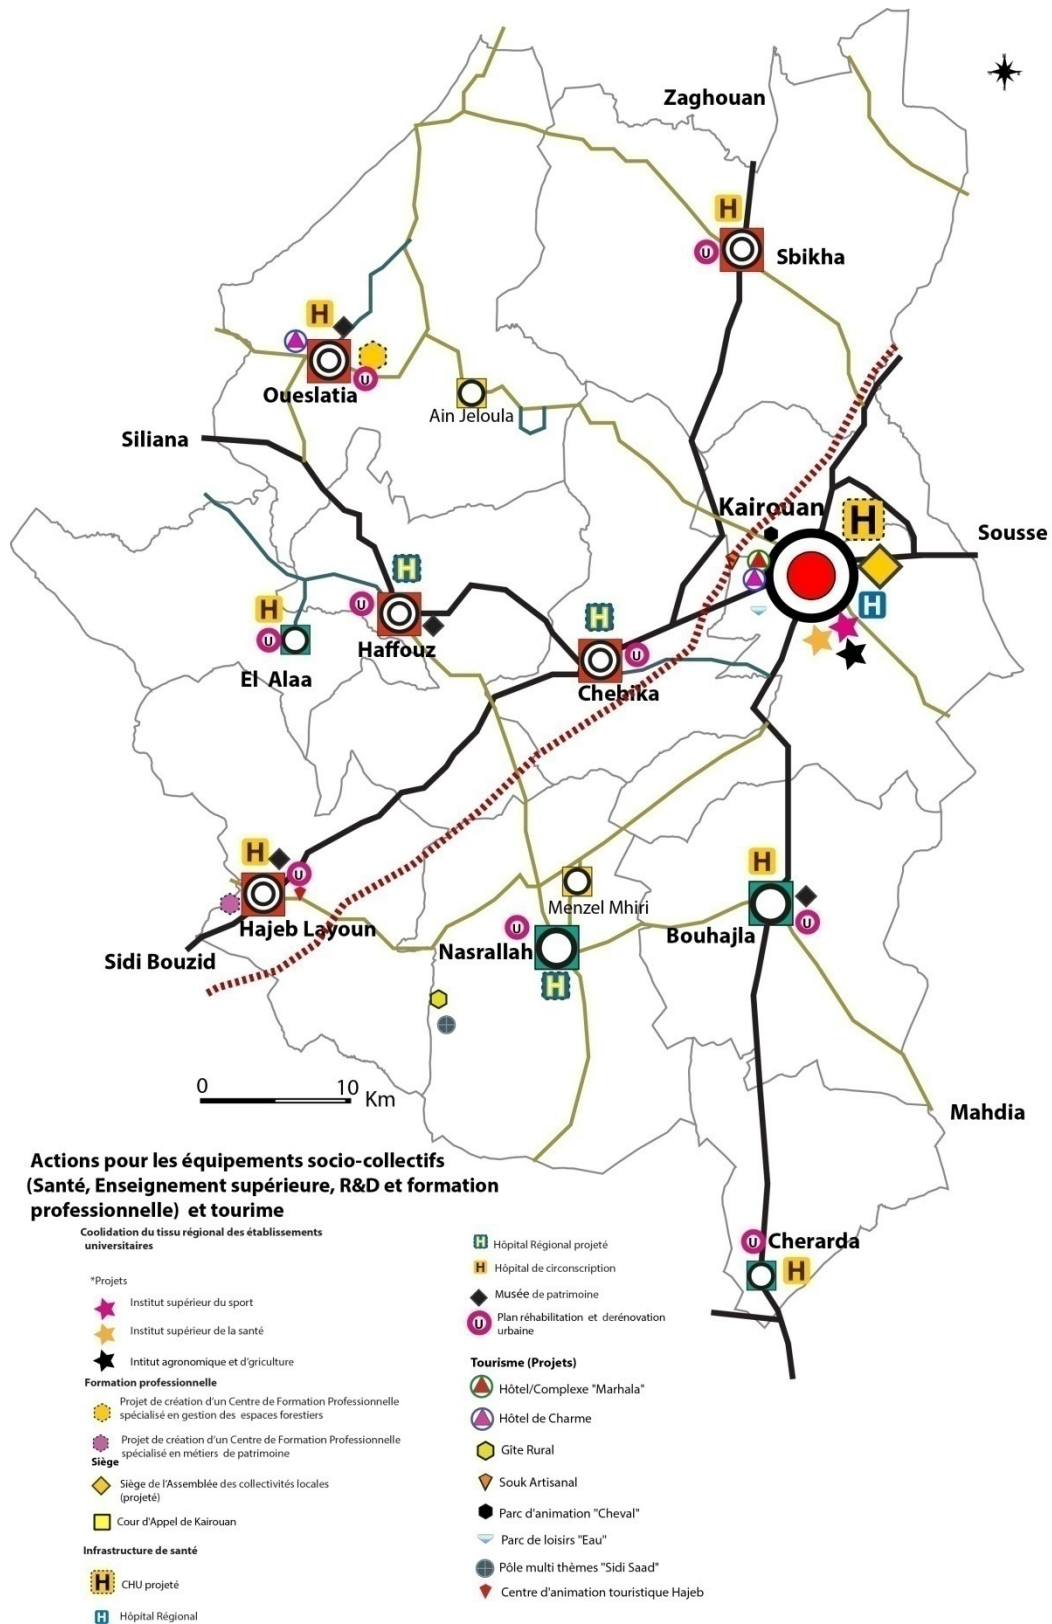 Zaghouan
H
U
Sbikha
H
Oueslatia
U
Ain Jeloula
Siliana
Kairouan
H
Sousse
H
H
U
Haffouz
H
U
El Alaa
H
U
Chebika
H
U
Hajeb Layoun
Sidi Bouzid
Menzel Mhiri
U
Nasrallah
H
H
Bouhajla
U
0 10 Km
Mahdia
U
Cherarda
H
Actions pour les équipements socio-collectifs
(Santé, Enseignement supérieure, R&D et formation
professionnelle) et tourime
Coolidation du tissu régional des établissements
universitaires
*Projets
Institut supérieur du sport
Institut supérieur de la santé
Intitut agronomique et d'griculture
Formation professionnelle
Projet de création d'un Centre de Formation Professionnelle
spécialisé en gestion des espaces forestiers
Projet de création d'un Centre de Formation Professionnelle
spécialisé en métiers de patrimoine
Siège
Siège de l'Assemblée des collectivités locales
(projeté)
Cour d'Appel de Kairouan
Infrastructure de santé
H CHU projeté
H Hôpital Régional
H Hôpital Régional projeté
H Hôpital de circonscription
Musée de patrimoine
U Plan réhabilitation et derénovation
urbaine
Tourisme (Projets)
Hôtel/Complexe "Marhala"
Hôtel de Charme
Gîte Rural
Souk Artisanal
Parc d'animation "Cheval"
Parc de loisirs "Eau"
Pôle multi thèmes "Sidi Saad"
Centre d'animation touristique Hajeb